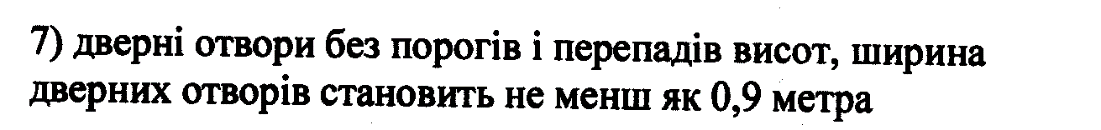 7) дверні отвори без порогів і перепадів висот, ширина
дверних отворів становить не менш як 0,9 метра